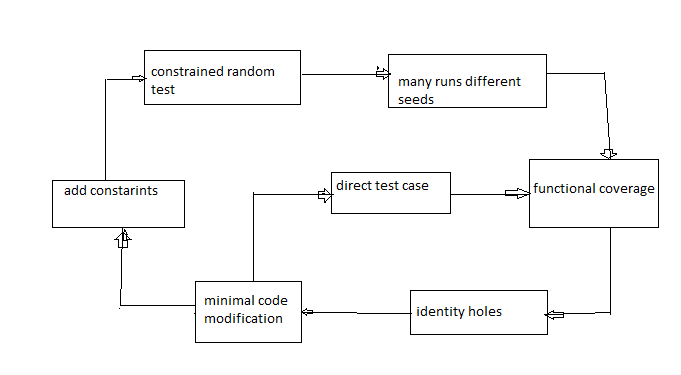 constrained random
test
many runs different
seeds
add constarints
direct test case
functional coverage
minimal code
modification
identity holes